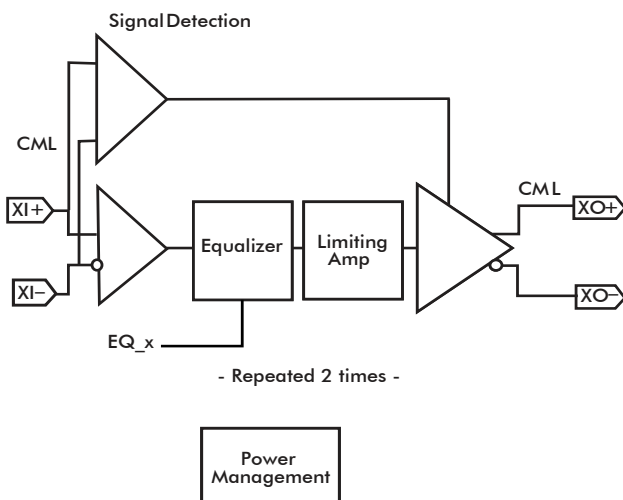 Signal Detection
CML
XI+
XI−
Equalizer
Limiting
Amp
CML
XO+
XO−
EQ_x
- Repeated 2 times -
Power
Management